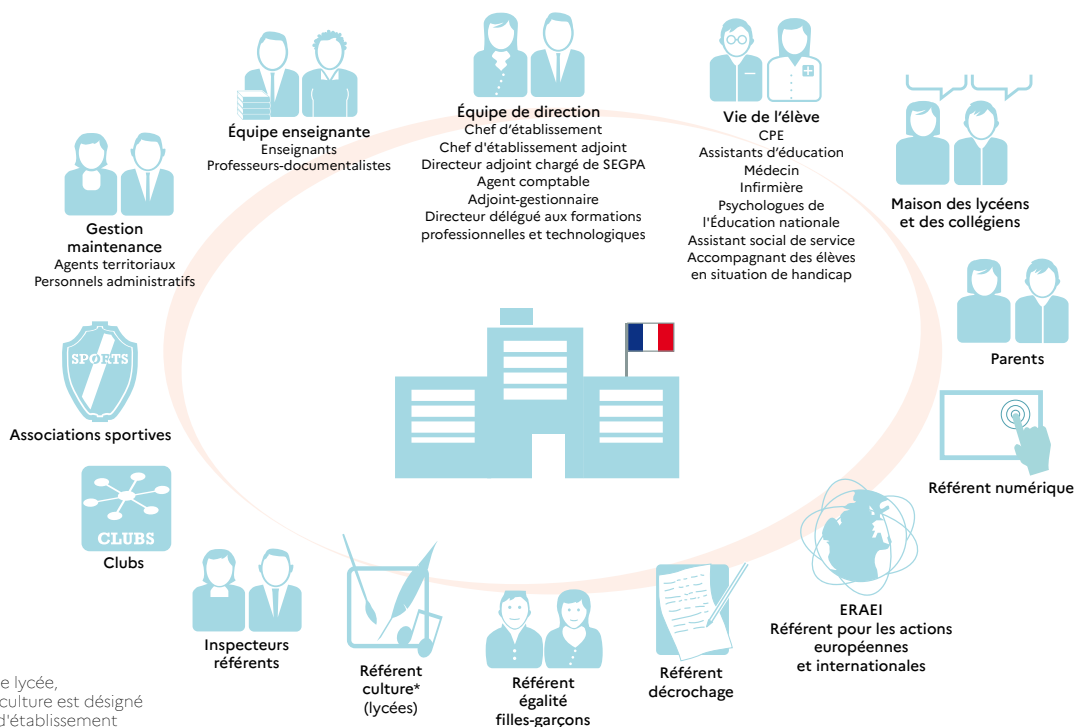 Équipe de direction
Chef d'établissement
Chef d'établissement adjoint
Directeur adjoint chargé de SEGPA
Agent comptable
Adjoint-gestionnaire
Directeur délégué aux formations
professionnelles et technologiques
Équipe enseignante
Enseignants
Professeurs-documentalistes
Vie de l'élève
CPE
Assistants d'éducation
Médecin
Infirmière
Psychologues de
l'Éducation nationale
Assistant social de service
Accompagnant des élèves
en situation de handicap
Maison des lycéens
et des collégiens
Gestion
maintenance
Agents territoriaux
Personnels administratifs
Parents
SPORTS
Associations sportives
Référent numérique
CLUBS
Clubs
ERAEI
Référent pour les actions
européennes
et internationales
Inspecteurs
référents
Référent
culture*
(lycées)
Référent
égalité
filles-garçons
Référent
décrochage
e lycée,
culture est désigné
d'établissement